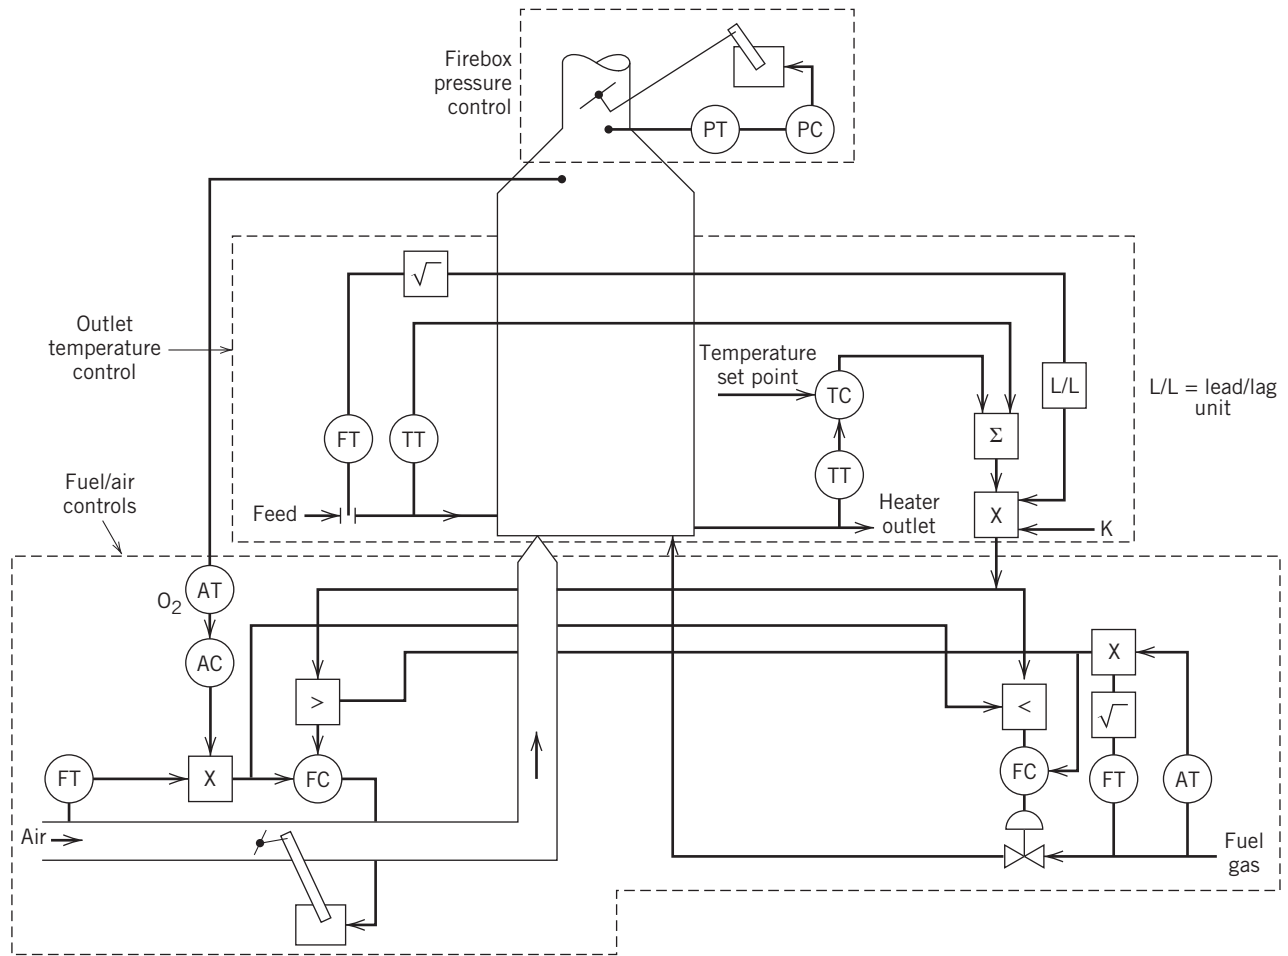 Firebox
pressure
control
PT
PC
√
Outlet
temperature
control
Temperature
set point
TC
L/L
L/L = lead/lag
unit
FT
TT
Σ
TT
Fuel/air
controls
Feed
Heater
outlet
X
K
AT
O2
AC
X
>
<
√
FT
X
FC
FC
FT
AT
Air
Fuel
gas